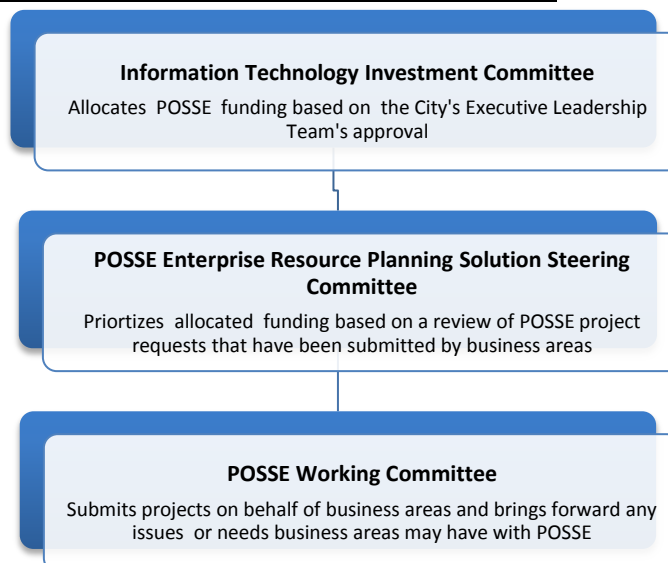 Information Technology Investment Committee
Allocates POSSE funding based on the City's Executive Leadership
Team's approval
POSSE Enterprise Resource Planning Solution Steering
Committee
Priortizes allocated funding based on a review of POSSE project
requests that have been submitted by business areas
POSSE Working Committee
Submits projects on behalf of business areas and brings forward any
issues or needs business areas may have with POSSE